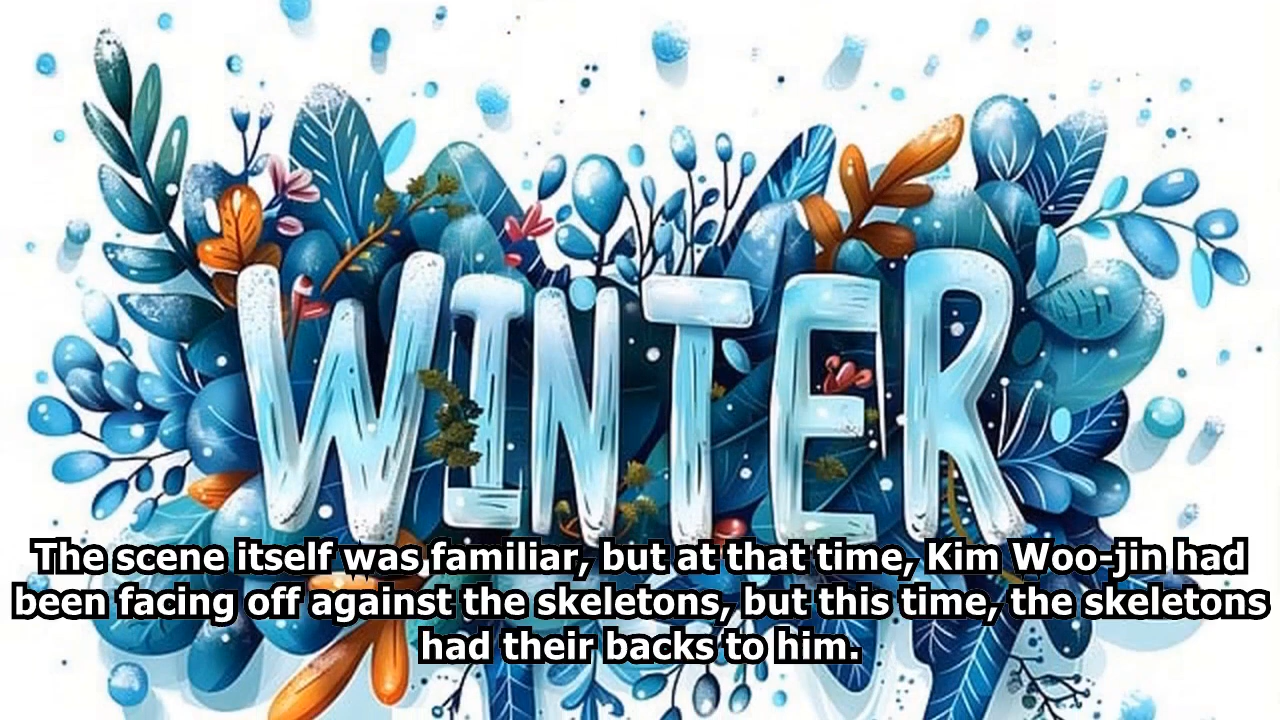 WINTER
The scene itself was familiar, but at that time, Kim Woo-jin had
been facing off against the skeletons, but this time, the skeletons
had their backs to him.